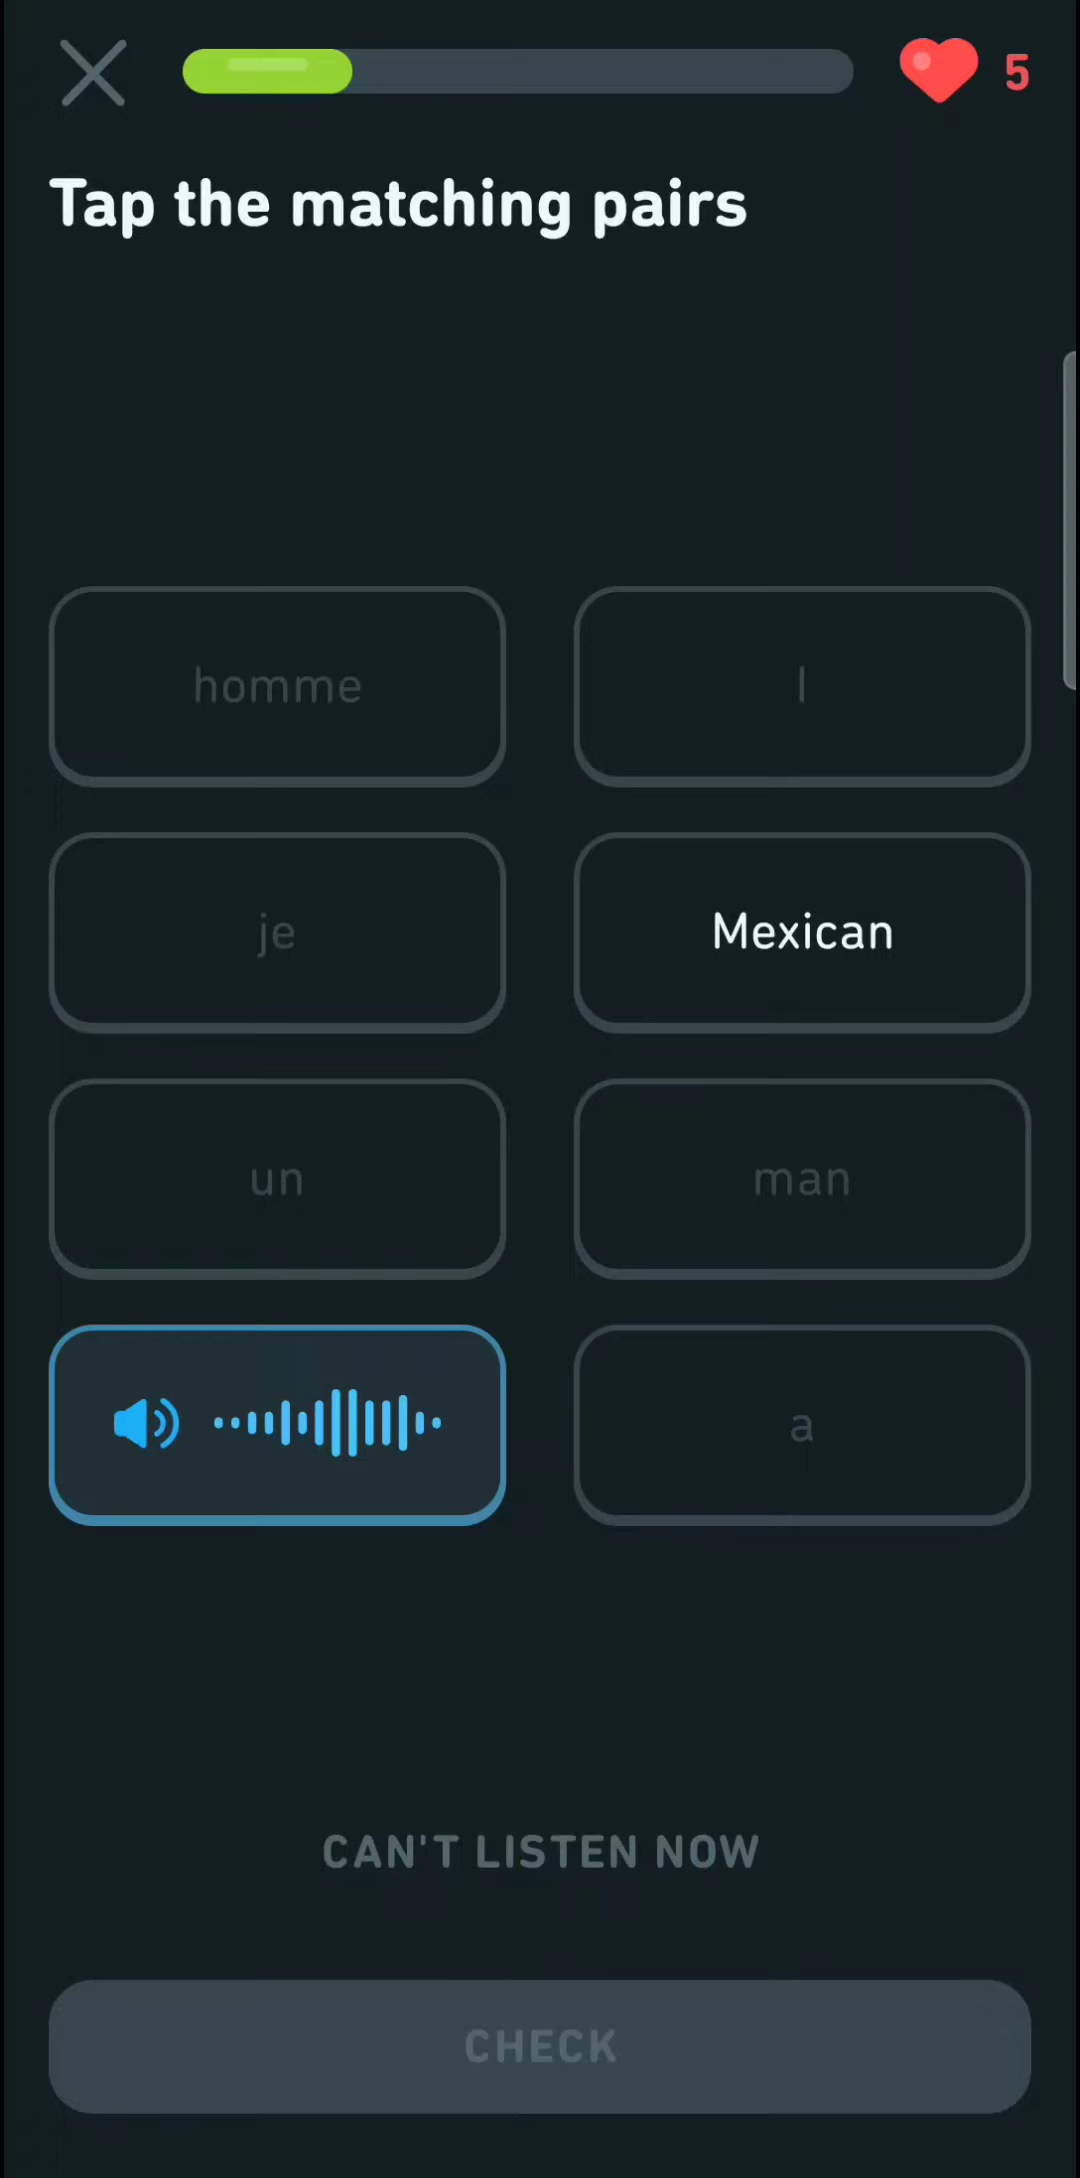 5
Tap the matching pairs
homme
I
je
Mexican
un
man
a
CAN'T LISTEN NOW
CHECK